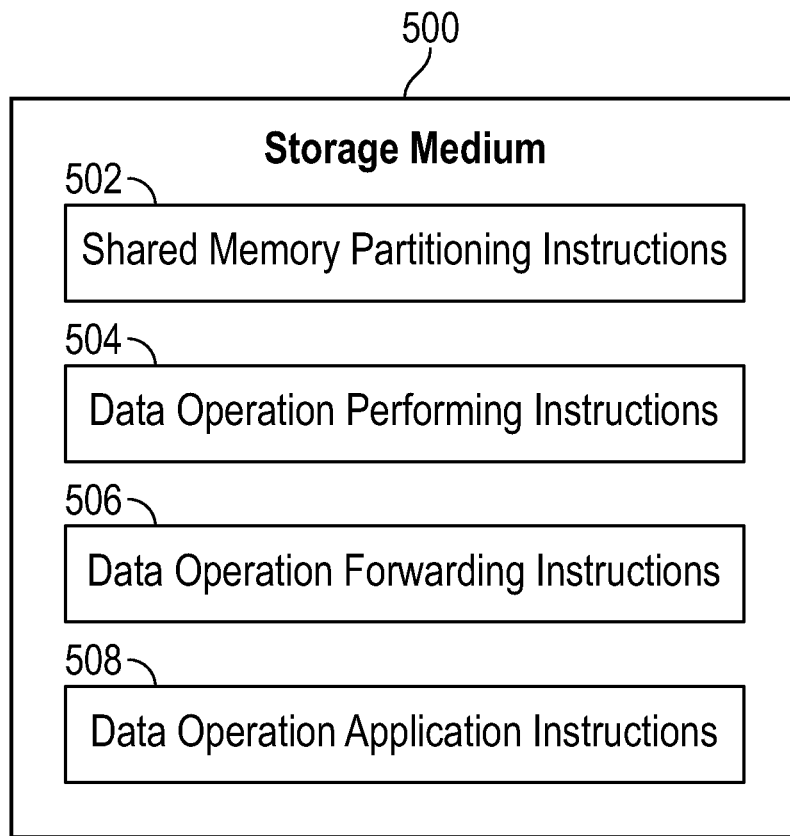 500
Storage Medium
502
Shared Memory Partitioning Instructions
504
Data Operation Performing Instructions
506
Data Operation Forwarding Instructions
508
Data Operation Application Instructions